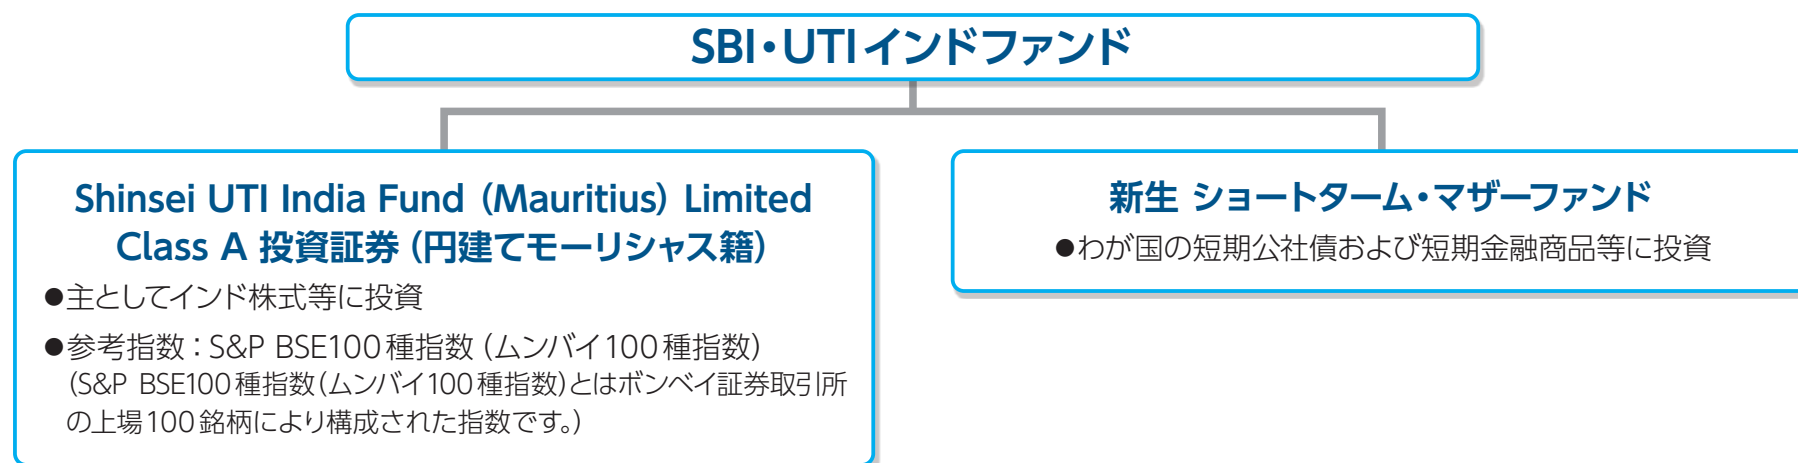 SBI・UTIインドファンド
Shinsei UTI India Fund（Mauritius）Limited
Class A 投資証券（円建てモーリシャス籍）
●主としてインド株式等に投資
●参考指数：S&P BSE100種指数（ムンバイ100種指数）
（S&P BSE100種指数（ムンバイ100種指数）とはボンベイ証券取引所
の上場100銘柄により構成された指数です。）
新生 ショートターム・マザーファンド
●わが国の短期公社債および短期金融商品等に投資